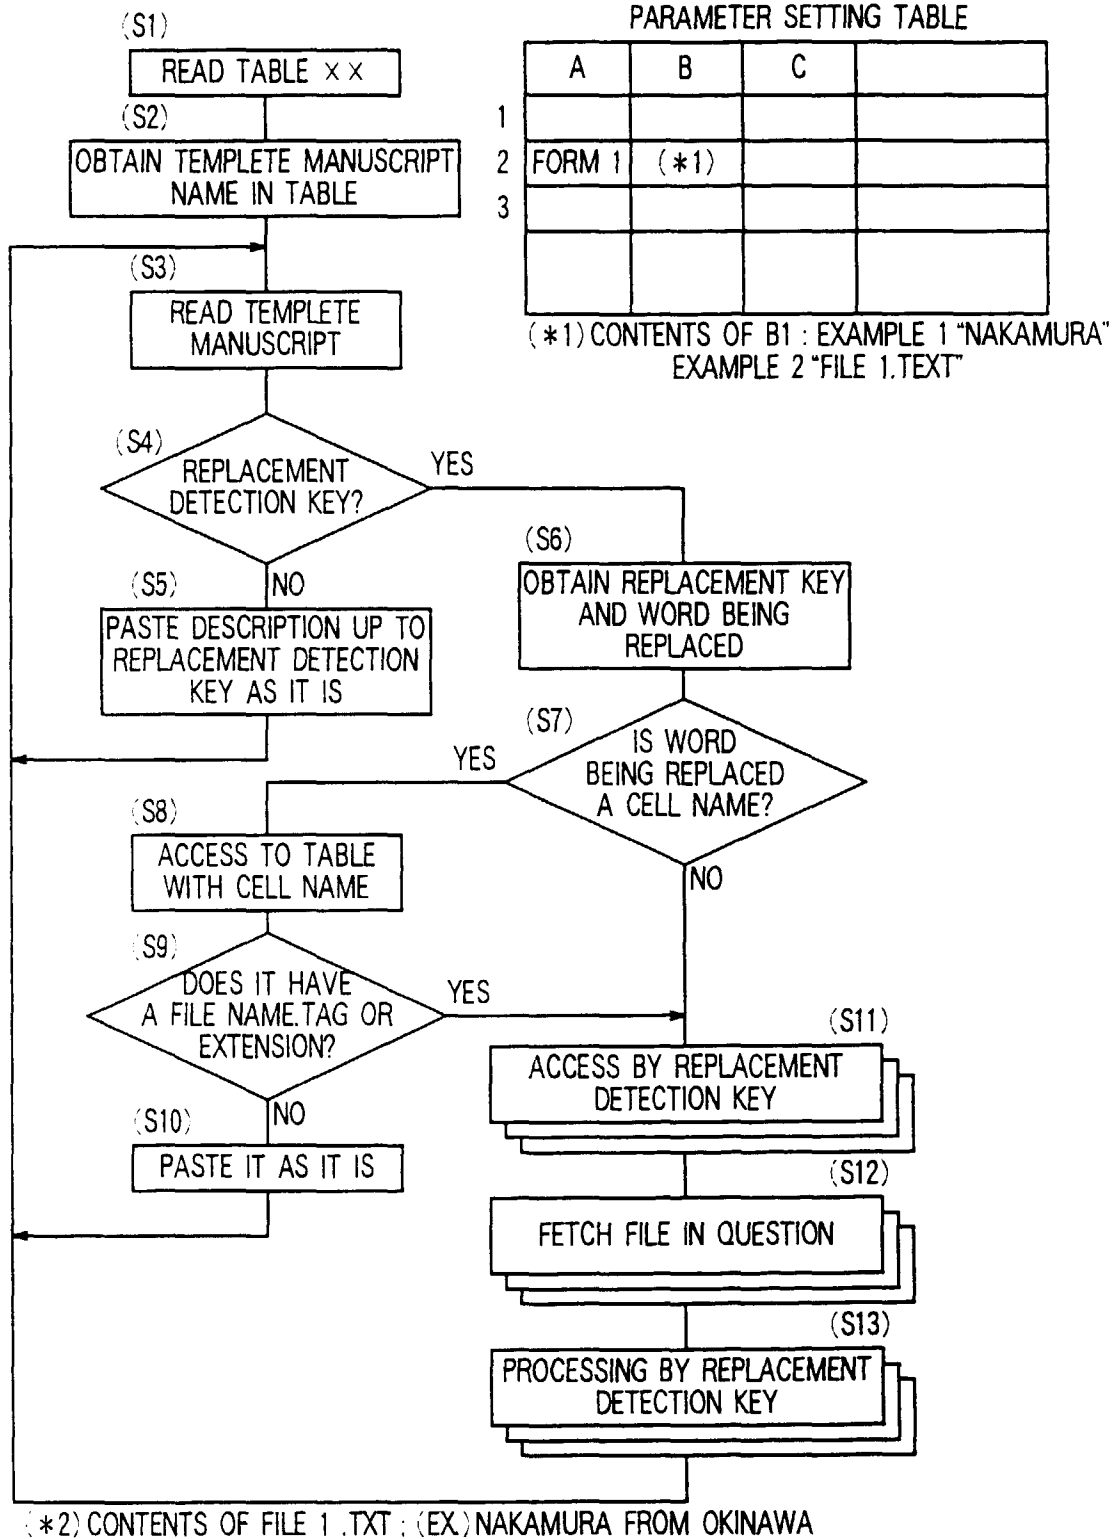 (S1)
READ TABLE ××
(S2)
OBTAIN TEMPLETE MANUSCRIPT
NAME IN TABLE
PARAMETER SETTING TABLE
A B C
1
2 FORM 1 (*1)
3
(*1) CONTENTS OF B1 : EXAMPLE 1 "NAKAMURA"
EXAMPLE 2 "FILE 1.TEXT"
(S3)
READ TEMPLETE
MANUSCRIPT
(S4)
REPLACEMENT
DETECTION KEY?
YES
NO
(S5)
PASTE DESCRIPTION UP TO
REPLACEMENT DETECTION
KEY AS IT IS
(S6)
OBTAIN REPLACEMENT KEY
AND WORD BEING
REPLACED
(S7)
IS WORD
BEING REPLACED
A CELL NAME?
YES
NO
(S8)
ACCESS TO TABLE
WITH CELL NAME
(S9)
DOES IT HAVE
A FILE NAME.TAG OR
EXTENSION?
YES
NO
(S10)
PASTE IT AS IT IS
(S11)
ACCESS BY REPLACEMENT
DETECTION KEY
(S12)
FETCH FILE IN QUESTION
(S13)
PROCESSING BY REPLACEMENT
DETECTION KEY
(*2) CONTENTS OF FILE 1 .TXT : (EX.) NAKAMURA FROM OKINAWA